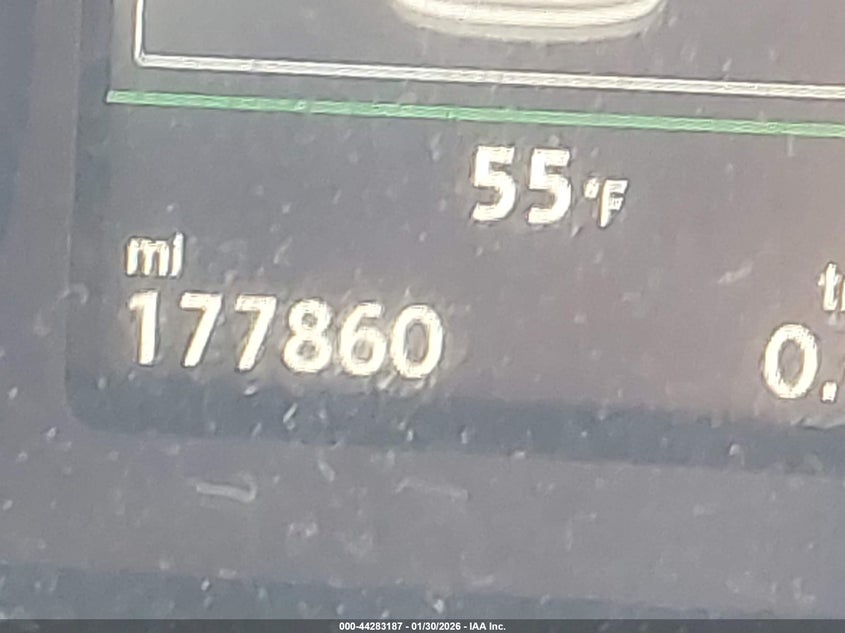 55 °F
mi
177860
0.
000-44283187 - 01/30/2026 - IAA Inc.